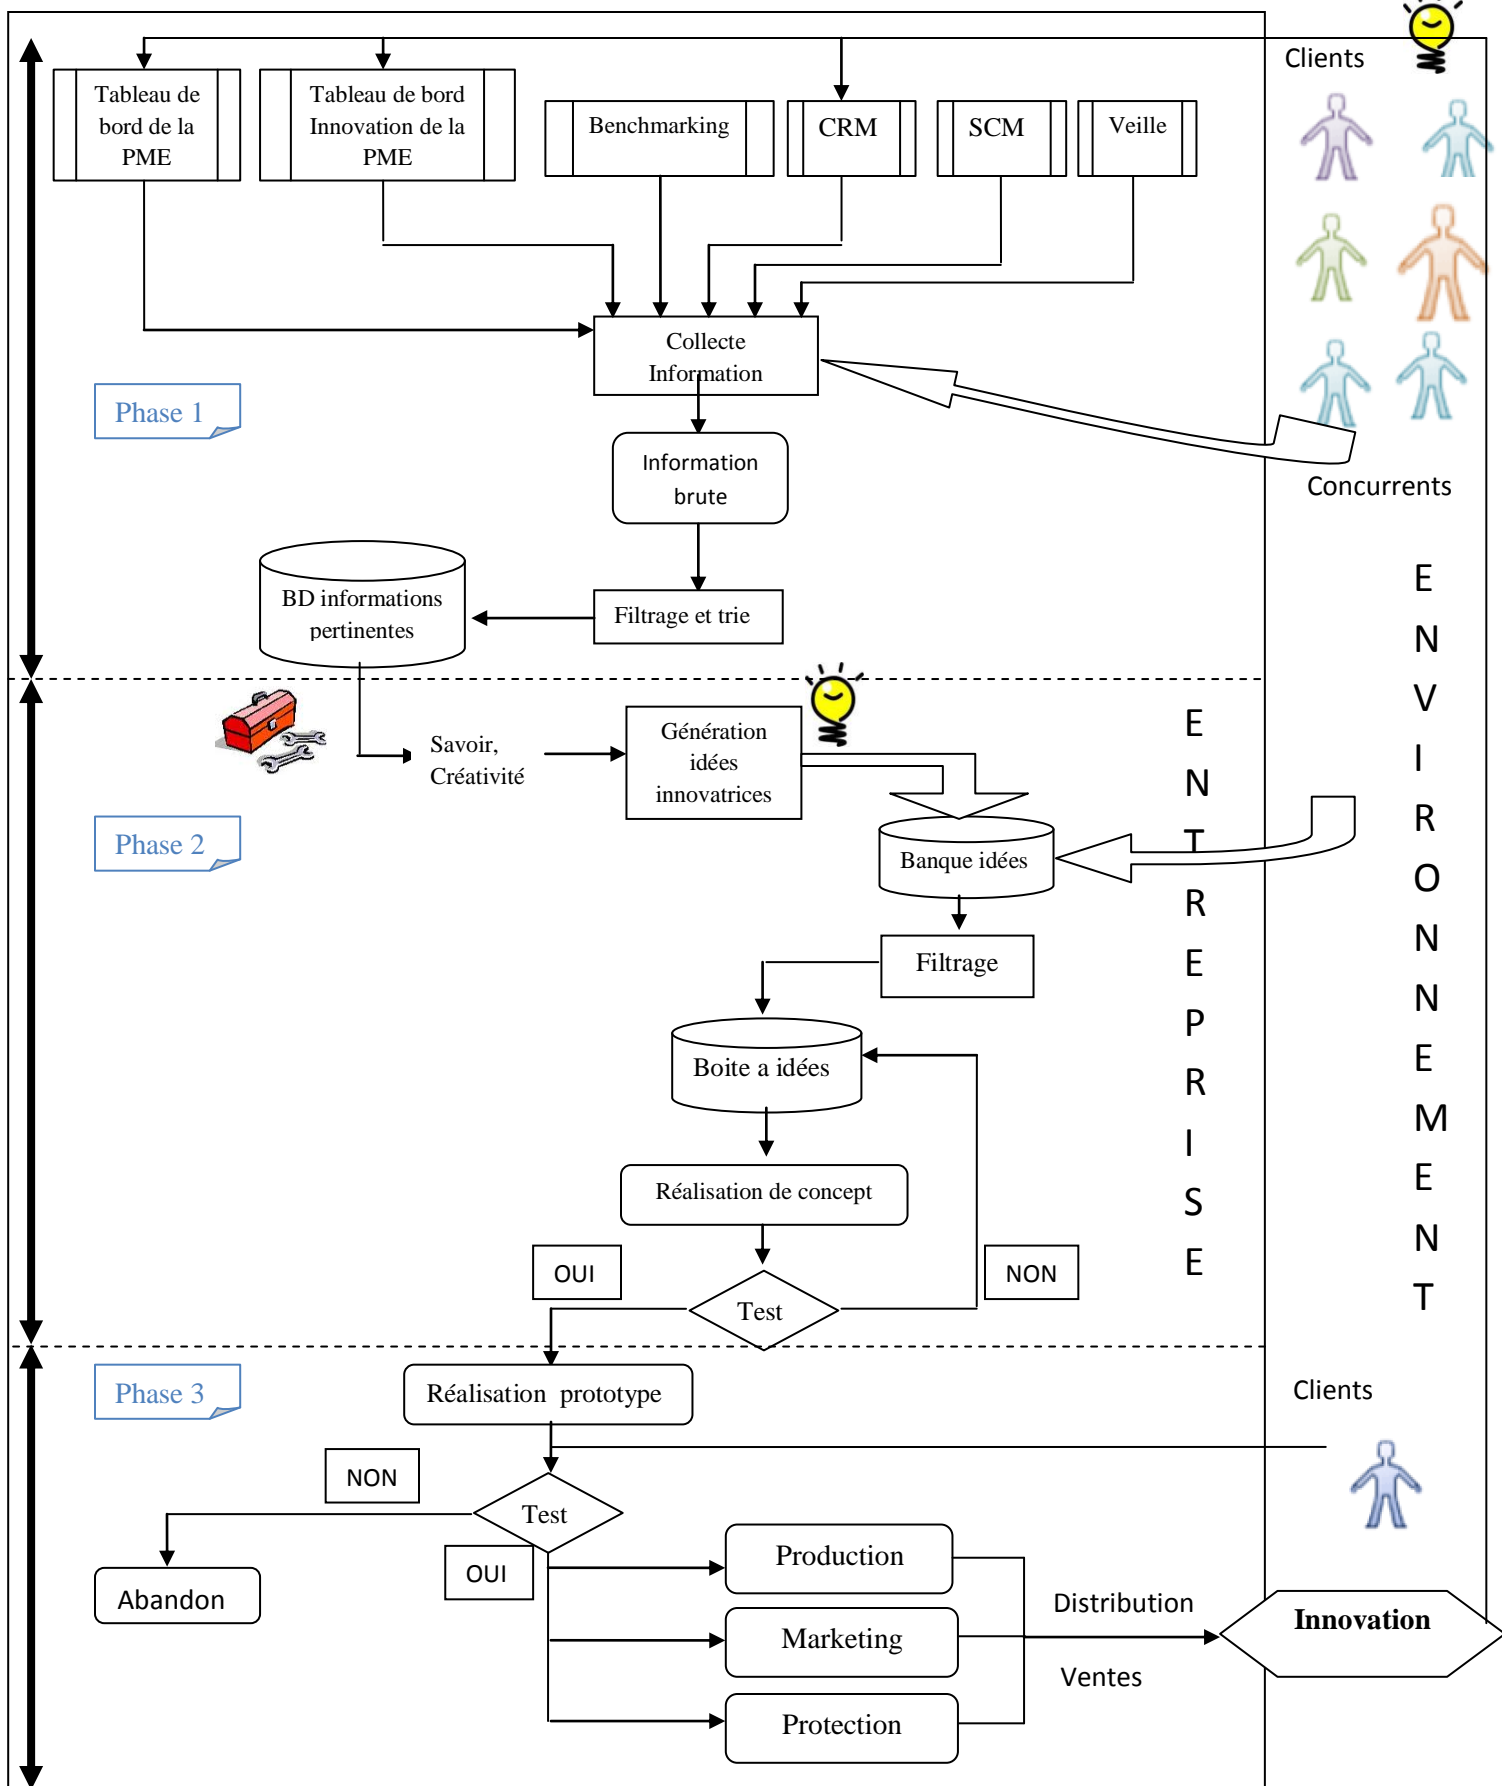 Clients
Tableau de
bord de la
PME
Tableau de bord
Innovation de la
PME
Benchmarking
CRM
SCM
Veille
Collecte
Information
Phase 1
Information
brute
Concurrents
BD informations
pertinentes
Filtrage et trie
ENVIRONNEMENT
ENTREPRISE
Savoir,
Créativité
Génération
idées
innovatrices
Phase 2
Banque idées
Filtrage
Boite a idées
Réalisation de concept
OUI
NON
Test
Phase 3
Réalisation prototype
Clients
NON
Test
OUI
Abandon
Production
Marketing
Protection
Distribution
Ventes
Innovation